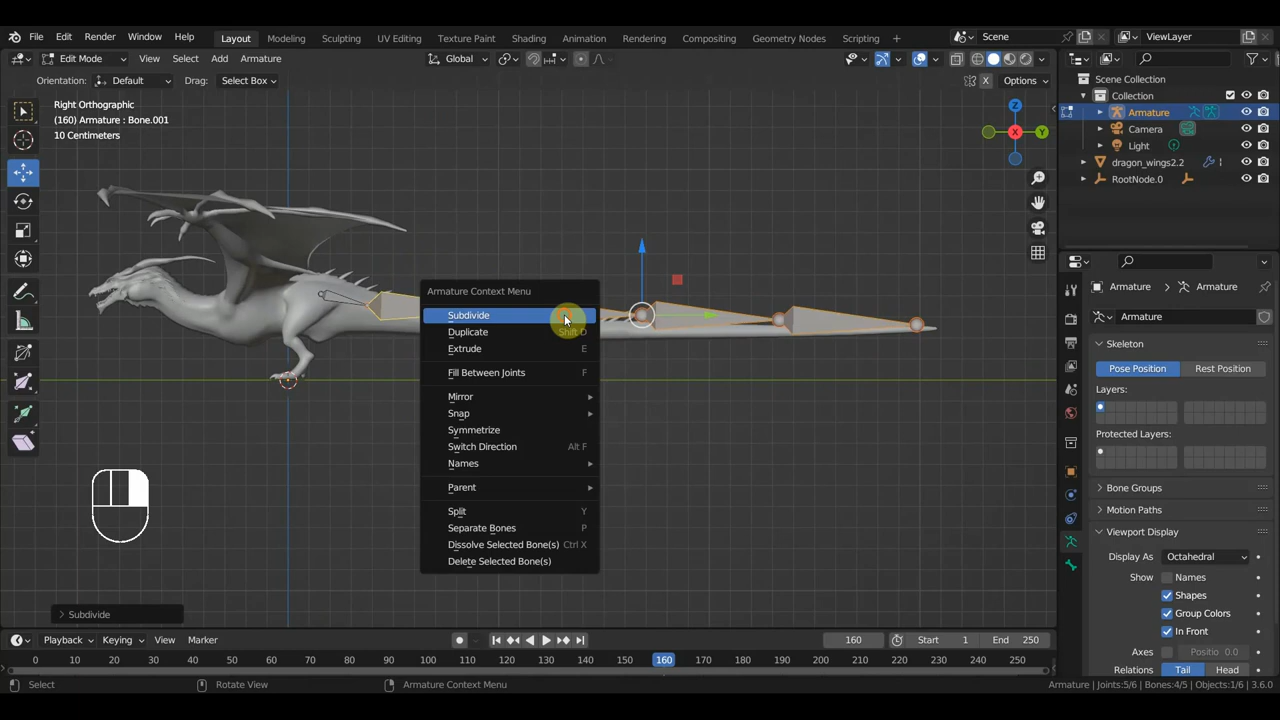 File Edit Render Window Help Layout Modeling Sculpting UV Editing Texture Paint Shading Animation Rendering Compositing Geometry Nodes Scripting + Scene ViewLayer
Edit Mode View Select Add Armature Global
Orientation: Default Drag: Select Box X Options
Right Orthographic
(160) Armature : Bone.001
10 Centimeters
Z
X
Y
Scene Collection
Collection
Armature
Camera
Light
dragon_wings2.2
RootNode.0
Armature Context Menu
Subdivide
Duplicate Shift D
Extrude E
Fill Between Joints F
Mirror
Snap
Symmetrize
Switch Direction Alt F
Names
Parent
Split Y
Separate Bones P
Dissolve Selected Bone(s) Ctrl X
Delete Selected Bone(s)
Armature Armature
Armature
Skeleton
Pose Position Rest Position
Layers:
Protected Layers:
Bone Groups
Motion Paths
Viewport Display
Display As Octahedral
Show Names
Shapes
Group Colors
In Front
Axes Positio 0.0
Relations Tail Head
Subdivide
Playback Keying View Marker 160 Start 1 End 250
0 10 20 30 40 50 60 70 80 90 100 110 120 130 140 150 160 170 180 190 200 210 220 230 240 250
Select Rotate View Armature Context Menu Armature | Joints:5/6 | Bones:4/5 | Objects:1/6 | 3.6.0